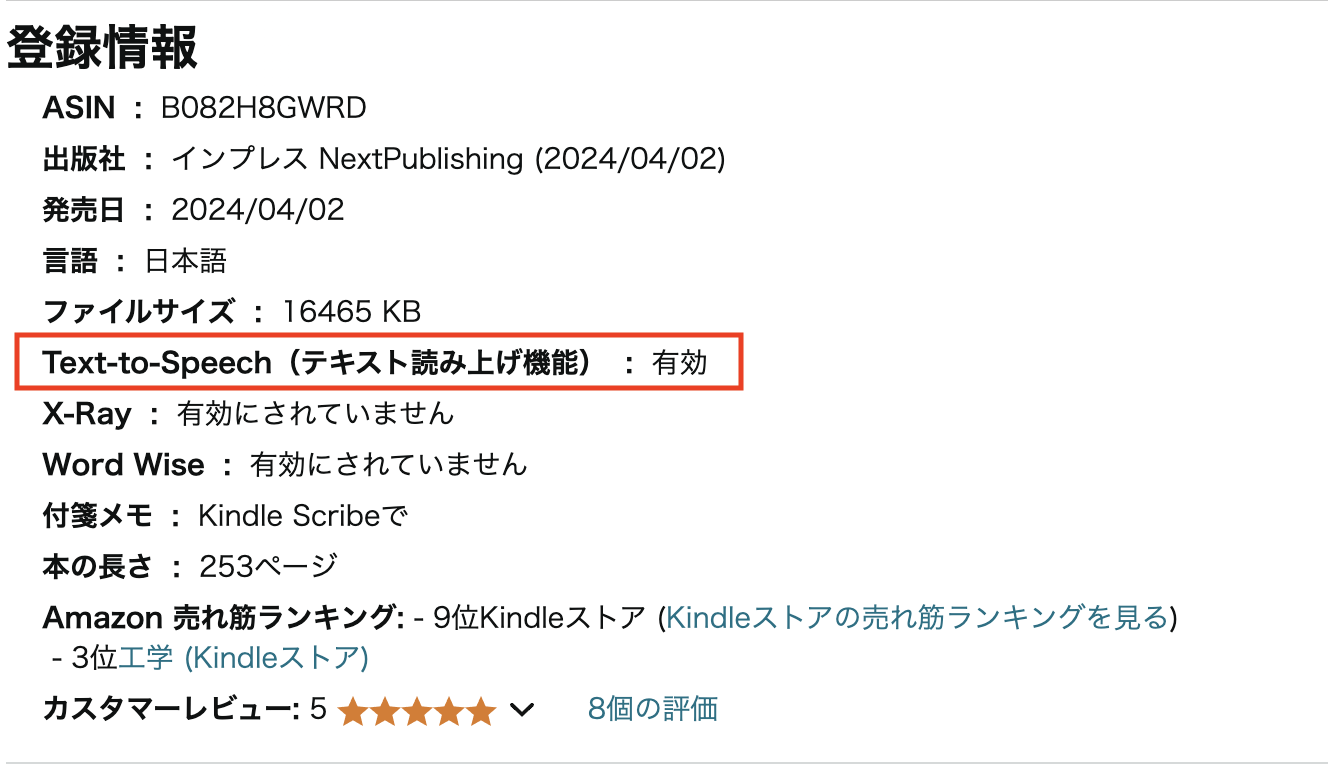 登録情報
ASIN ： B082H8GWRD
出版社 ： インプレス NextPublishing (2024/04/02)
発売日 ： 2024/04/02
言語 ： 日本語
ファイルサイズ ： 16465 KB
Text-to-Speech（テキスト読み上げ機能） ： 有効
X-Ray ： 有効にされていません
Word Wise ： 有効にされていません
付箋メモ ： Kindle Scribeで
本の長さ ： 253ページ
Amazon 売れ筋ランキング: - 9位Kindleストア (Kindleストアの売れ筋ランキングを見る)
- 3位工学 (Kindleストア)
カスタマーレビュー: 5 8個の評価